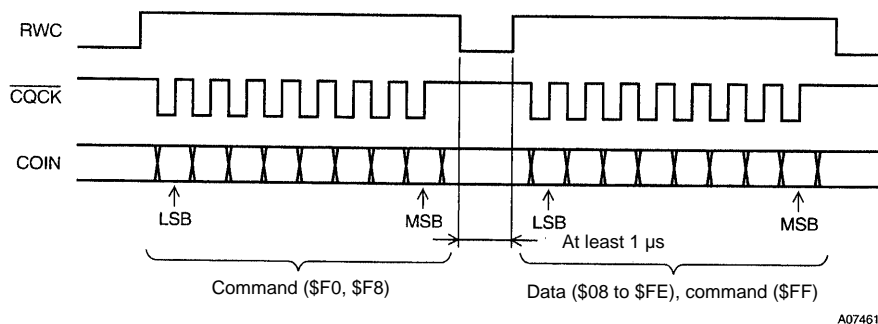 RWC
CQCK
COIN
LSB
MSB
LSB
MSB
At least 1 µs
Command ($F0, $F8)
Data ($08 to $FE), command ($FF)
A07461